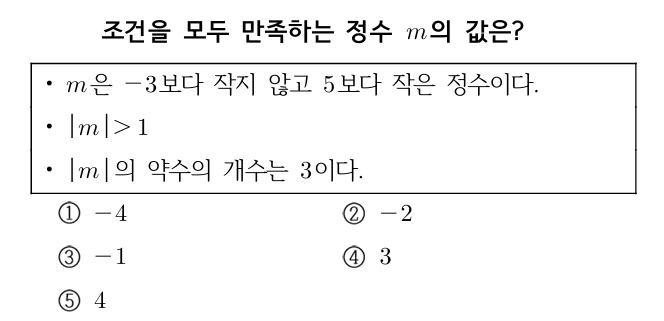 조건을 모두 만족하는 정수 m의 값은?
• m은 −3보다 작지 않고 5보다 작은 정수이다.
• |m| > 1
• |m|의 약수의 개수는 3이다.
① −4 ② −2
③ −1 ④ 3
⑤ 4